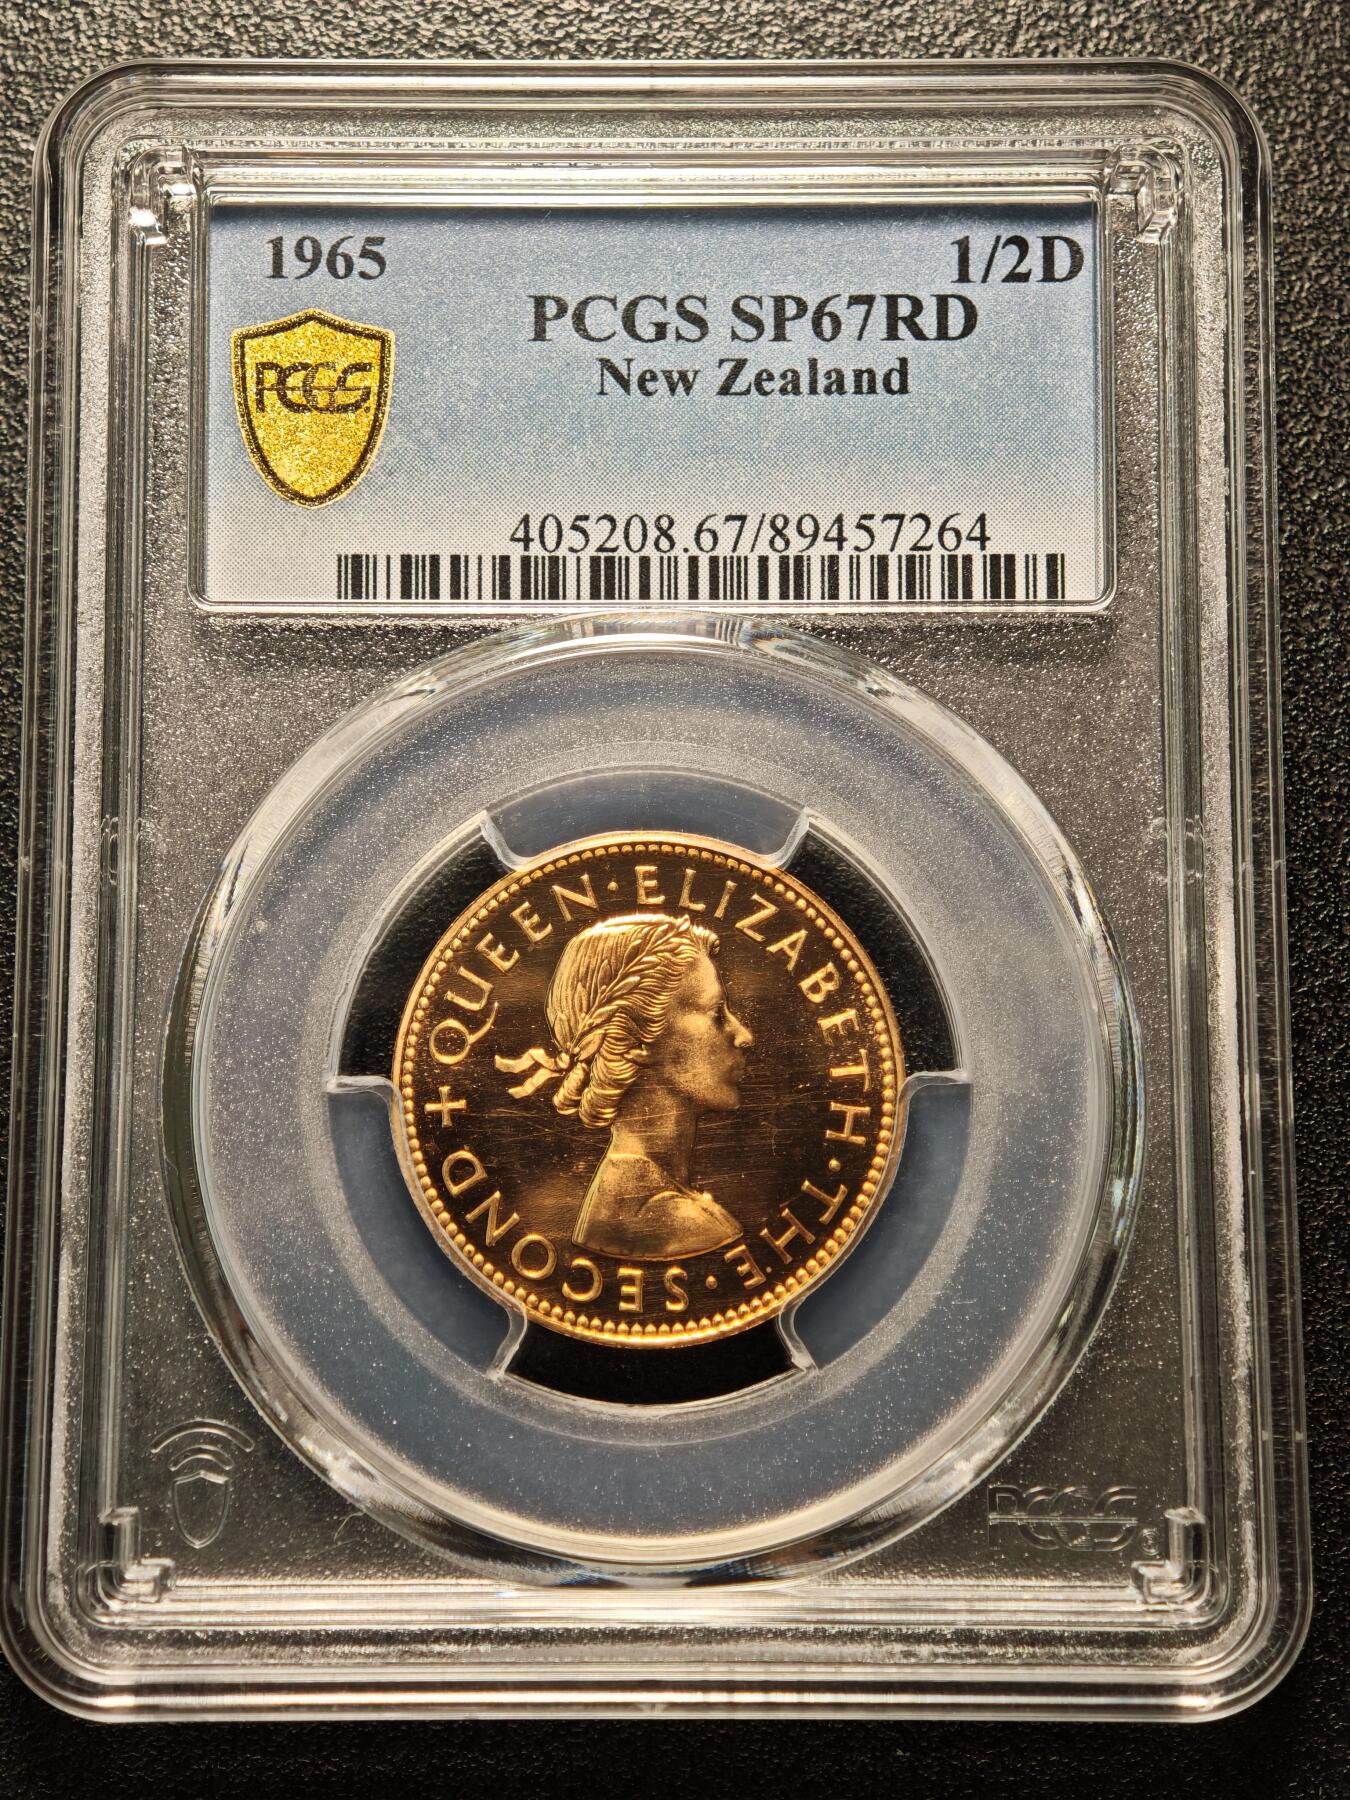 1965
1/2D
PCGS SP67RD
New Zealand
PCGS
405208.67/89457264
+ QUEEN · ELIZABETH · THE · SECOND
PCGS